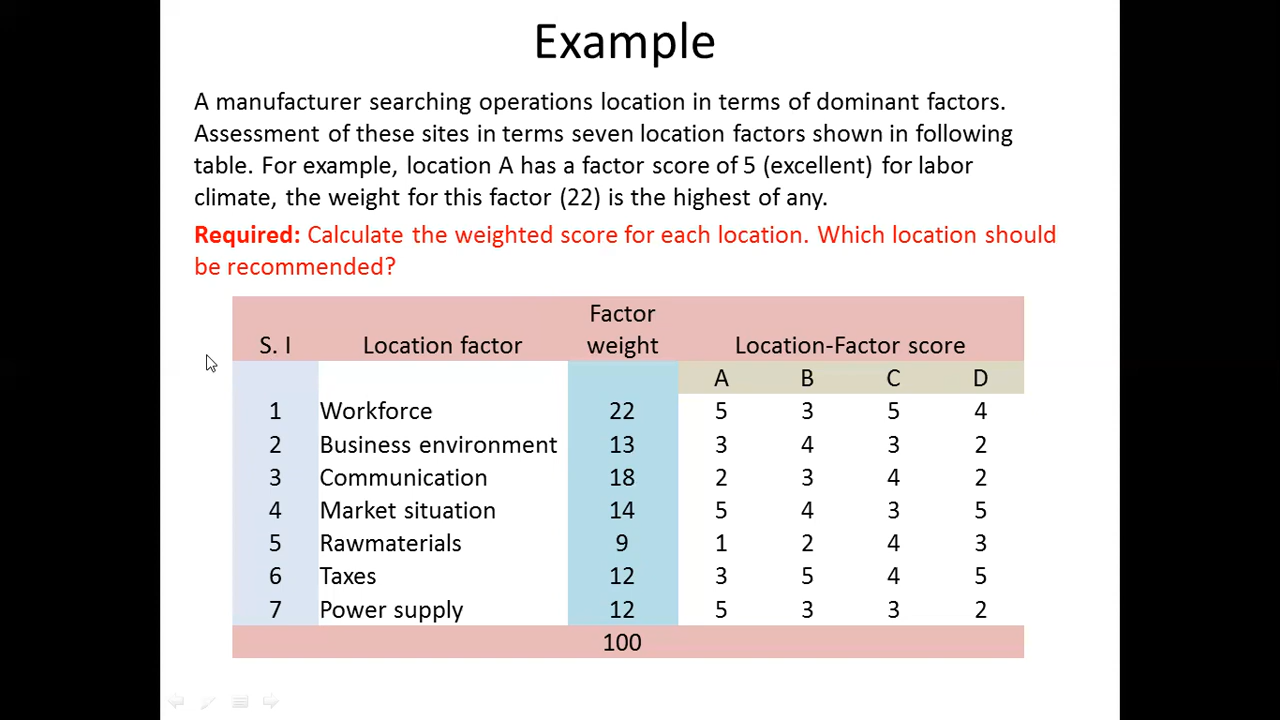 Example
A manufacturer searching operations location in terms of dominant factors.
Assessment of these sites in terms seven location factors shown in following
table. For example, location A has a factor score of 5 (excellent) for labor
climate, the weight for this factor (22) is the highest of any.
Required: Calculate the weighted score for each location. Which location should
be recommended?
S. I Location factor Factor weight Location-Factor score
A B C D
1 Workforce 22 5 3 5 4
2 Business environment 13 3 4 3 2
3 Communication 18 2 3 4 2
4 Market situation 14 5 4 3 5
5 Rawmaterials 9 1 2 4 3
6 Taxes 12 3 5 4 5
7 Power supply 12 5 3 3 2
100